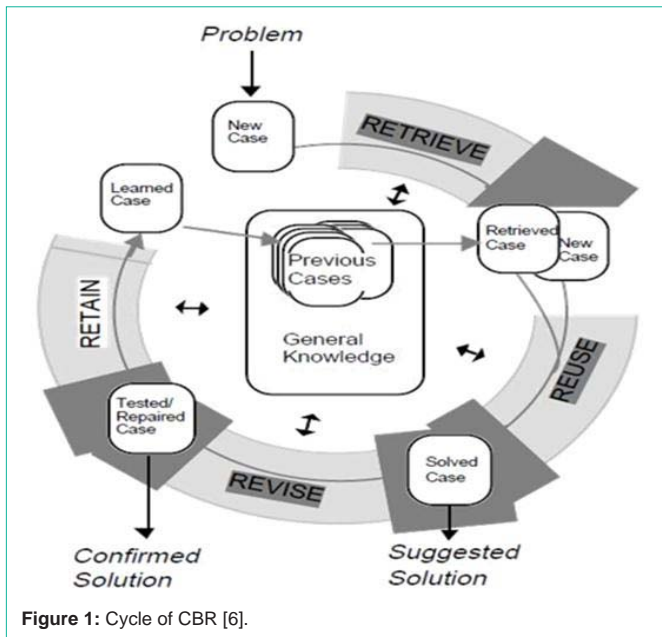 Problem
New
Case
RETRIEVE
Learned
Case
Retrieved
Case
New
Case
Previous
Cases
General
Knowledge
RETAIN
REUSE
Tested/
Repaired
Case
REVISE
Solved
Case
Confirmed
Solution
Suggested
Solution
Figure 1: Cycle of CBR [6].